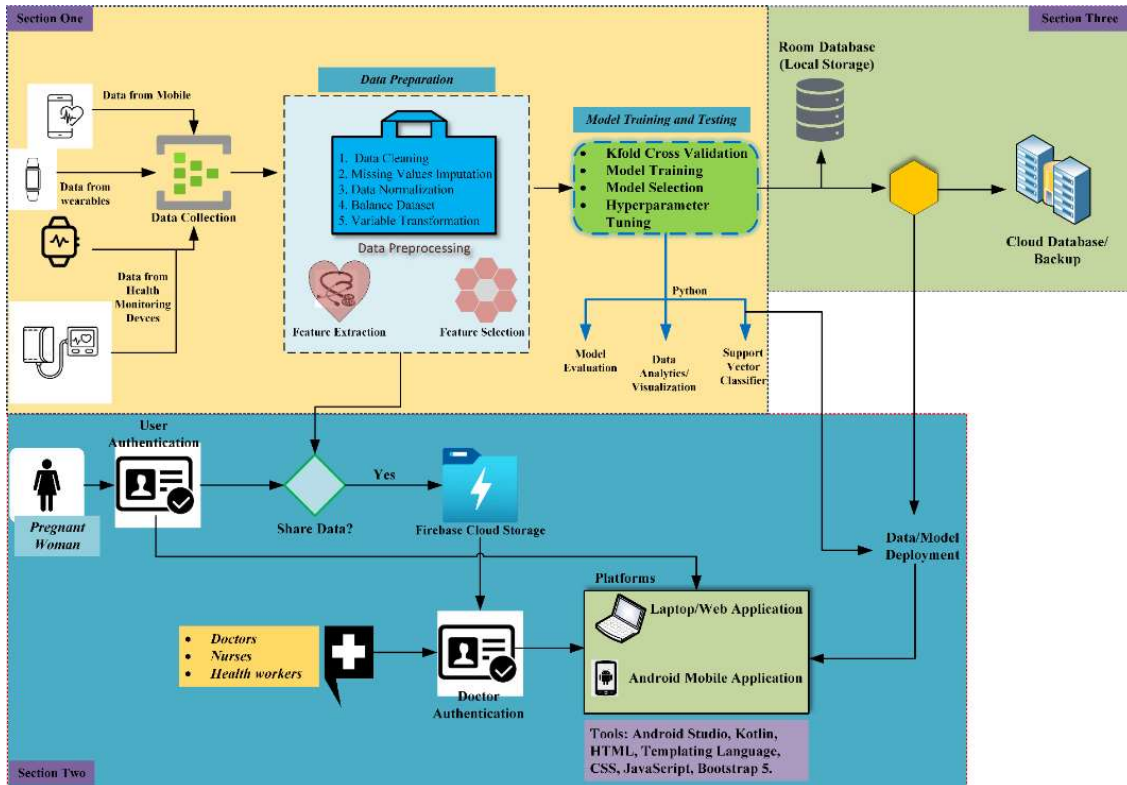 Section One
Section Three
Data from Mobile
Data from
wearables
Data from
Health
Monitoring
Devces
Data Collection
Data Preparation
1. Data Cleaning
2. Missing Values Imputation
3. Data Normalization
4. Balance Dataset
5. Variable Transformation
Data Preprocessing
Feature Extraction
Feature Selection
Model Training and Testing
• Kfold Cross Validation
• Model Training
• Model Selection
• Hyperparameter
Tuning
Python
Model
Evaluation
Data
Analytics/
Visualization
Support
Vector
Classifier
Room Database
(Local Storage)
Cloud Database/
Backup
User
Authentication
Pregnant
Woman
Share Data?
Yes
Firebase Cloud Storage
• Doctors
• Nurses
• Health workers
Doctor
Authentication
Platforms
Laptop/Web Application
Android Mobile Application
Data/Model
Deployment
Tools: Android Studio, Kotlin,
HTML, Templating Language,
CSS, JavaScript, Bootstrap 5.
Section Two